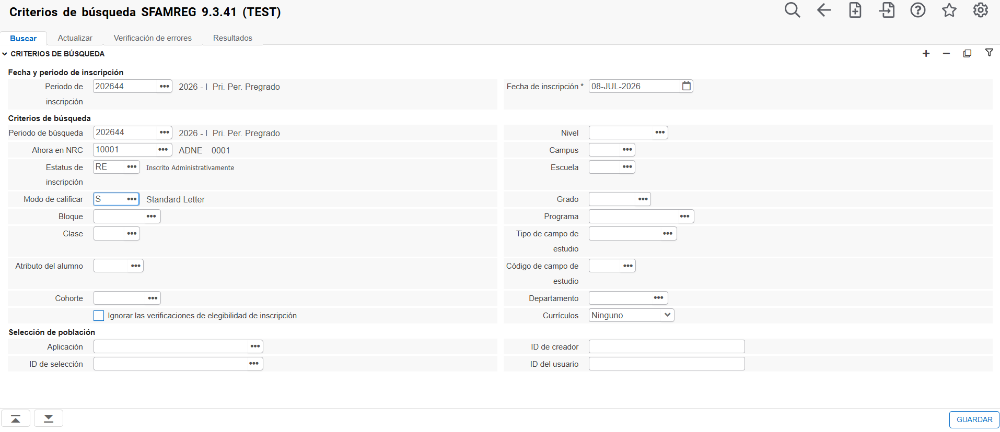 Criterios de búsqueda SFAMREG 9.3.41 (TEST)
Buscar Actualizar Verificación de errores Resultados
CRITERIOS DE BÚSQUEDA
Fecha y periodo de inscripción
Periodo de inscripción 202644 ••• 2026 - I Pri. Per. Pregrado Fecha de inscripción * 08-JUL-2026
Criterios de búsqueda
Periodo de búsqueda 202644 ••• 2026 - I Pri. Per. Pregrado Nivel •••
Ahora en NRC 10001 ••• ADNE 0001 Campus •••
Estatus de inscripción RE ••• Inscrito Administrativamente Escuela •••
Modo de calificar S ••• Standard Letter Grado •••
Bloque ••• Programa •••
Clase ••• Tipo de campo de estudio •••
Atributo del alumno ••• Código de campo de estudio •••
Cohorte ••• Departamento •••
Ignorar las verificaciones de elegibilidad de inscripción Currículos Ninguno
Selección de población
Aplicación ••• ID de creador
ID de selección ••• ID del usuario
GUARDAR